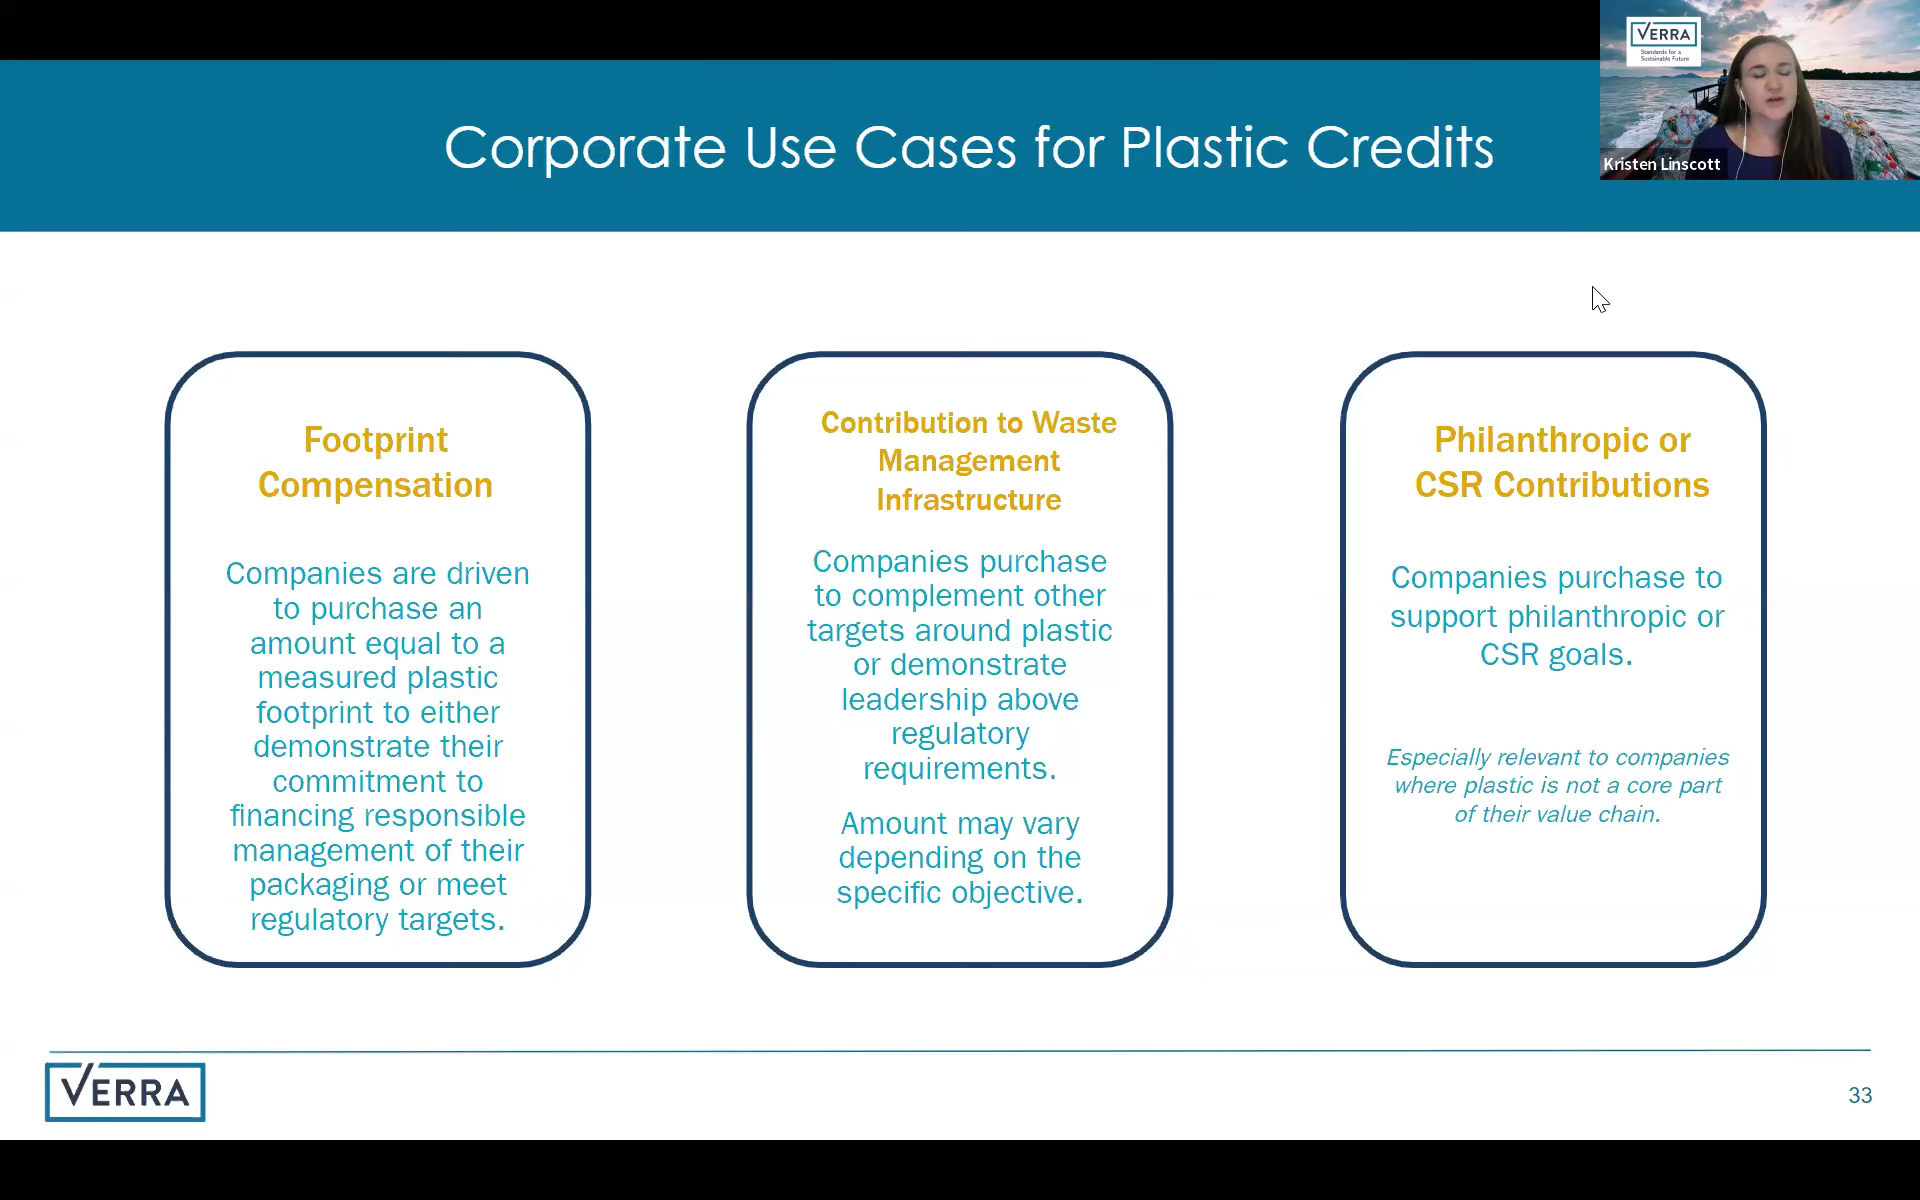 VERRA
Standards for a
Sustainable Future
Kristen Linscott
Corporate Use Cases for Plastic Credits
Footprint
Compensation
Companies are driven
to purchase an
amount equal to a
measured plastic
footprint to either
demonstrate their
commitment to
financing responsible
management of their
packaging or meet
regulatory targets.
Contribution to Waste
Management
Infrastructure
Companies purchase
to complement other
targets around plastic
or demonstrate
leadership above
regulatory
requirements.
Amount may vary
depending on the
specific objective.
Philanthropic or
CSR Contributions
Companies purchase to
support philanthropic or
CSR goals.
Especially relevant to companies
where plastic is not a core part
of their value chain.
VERRA
33